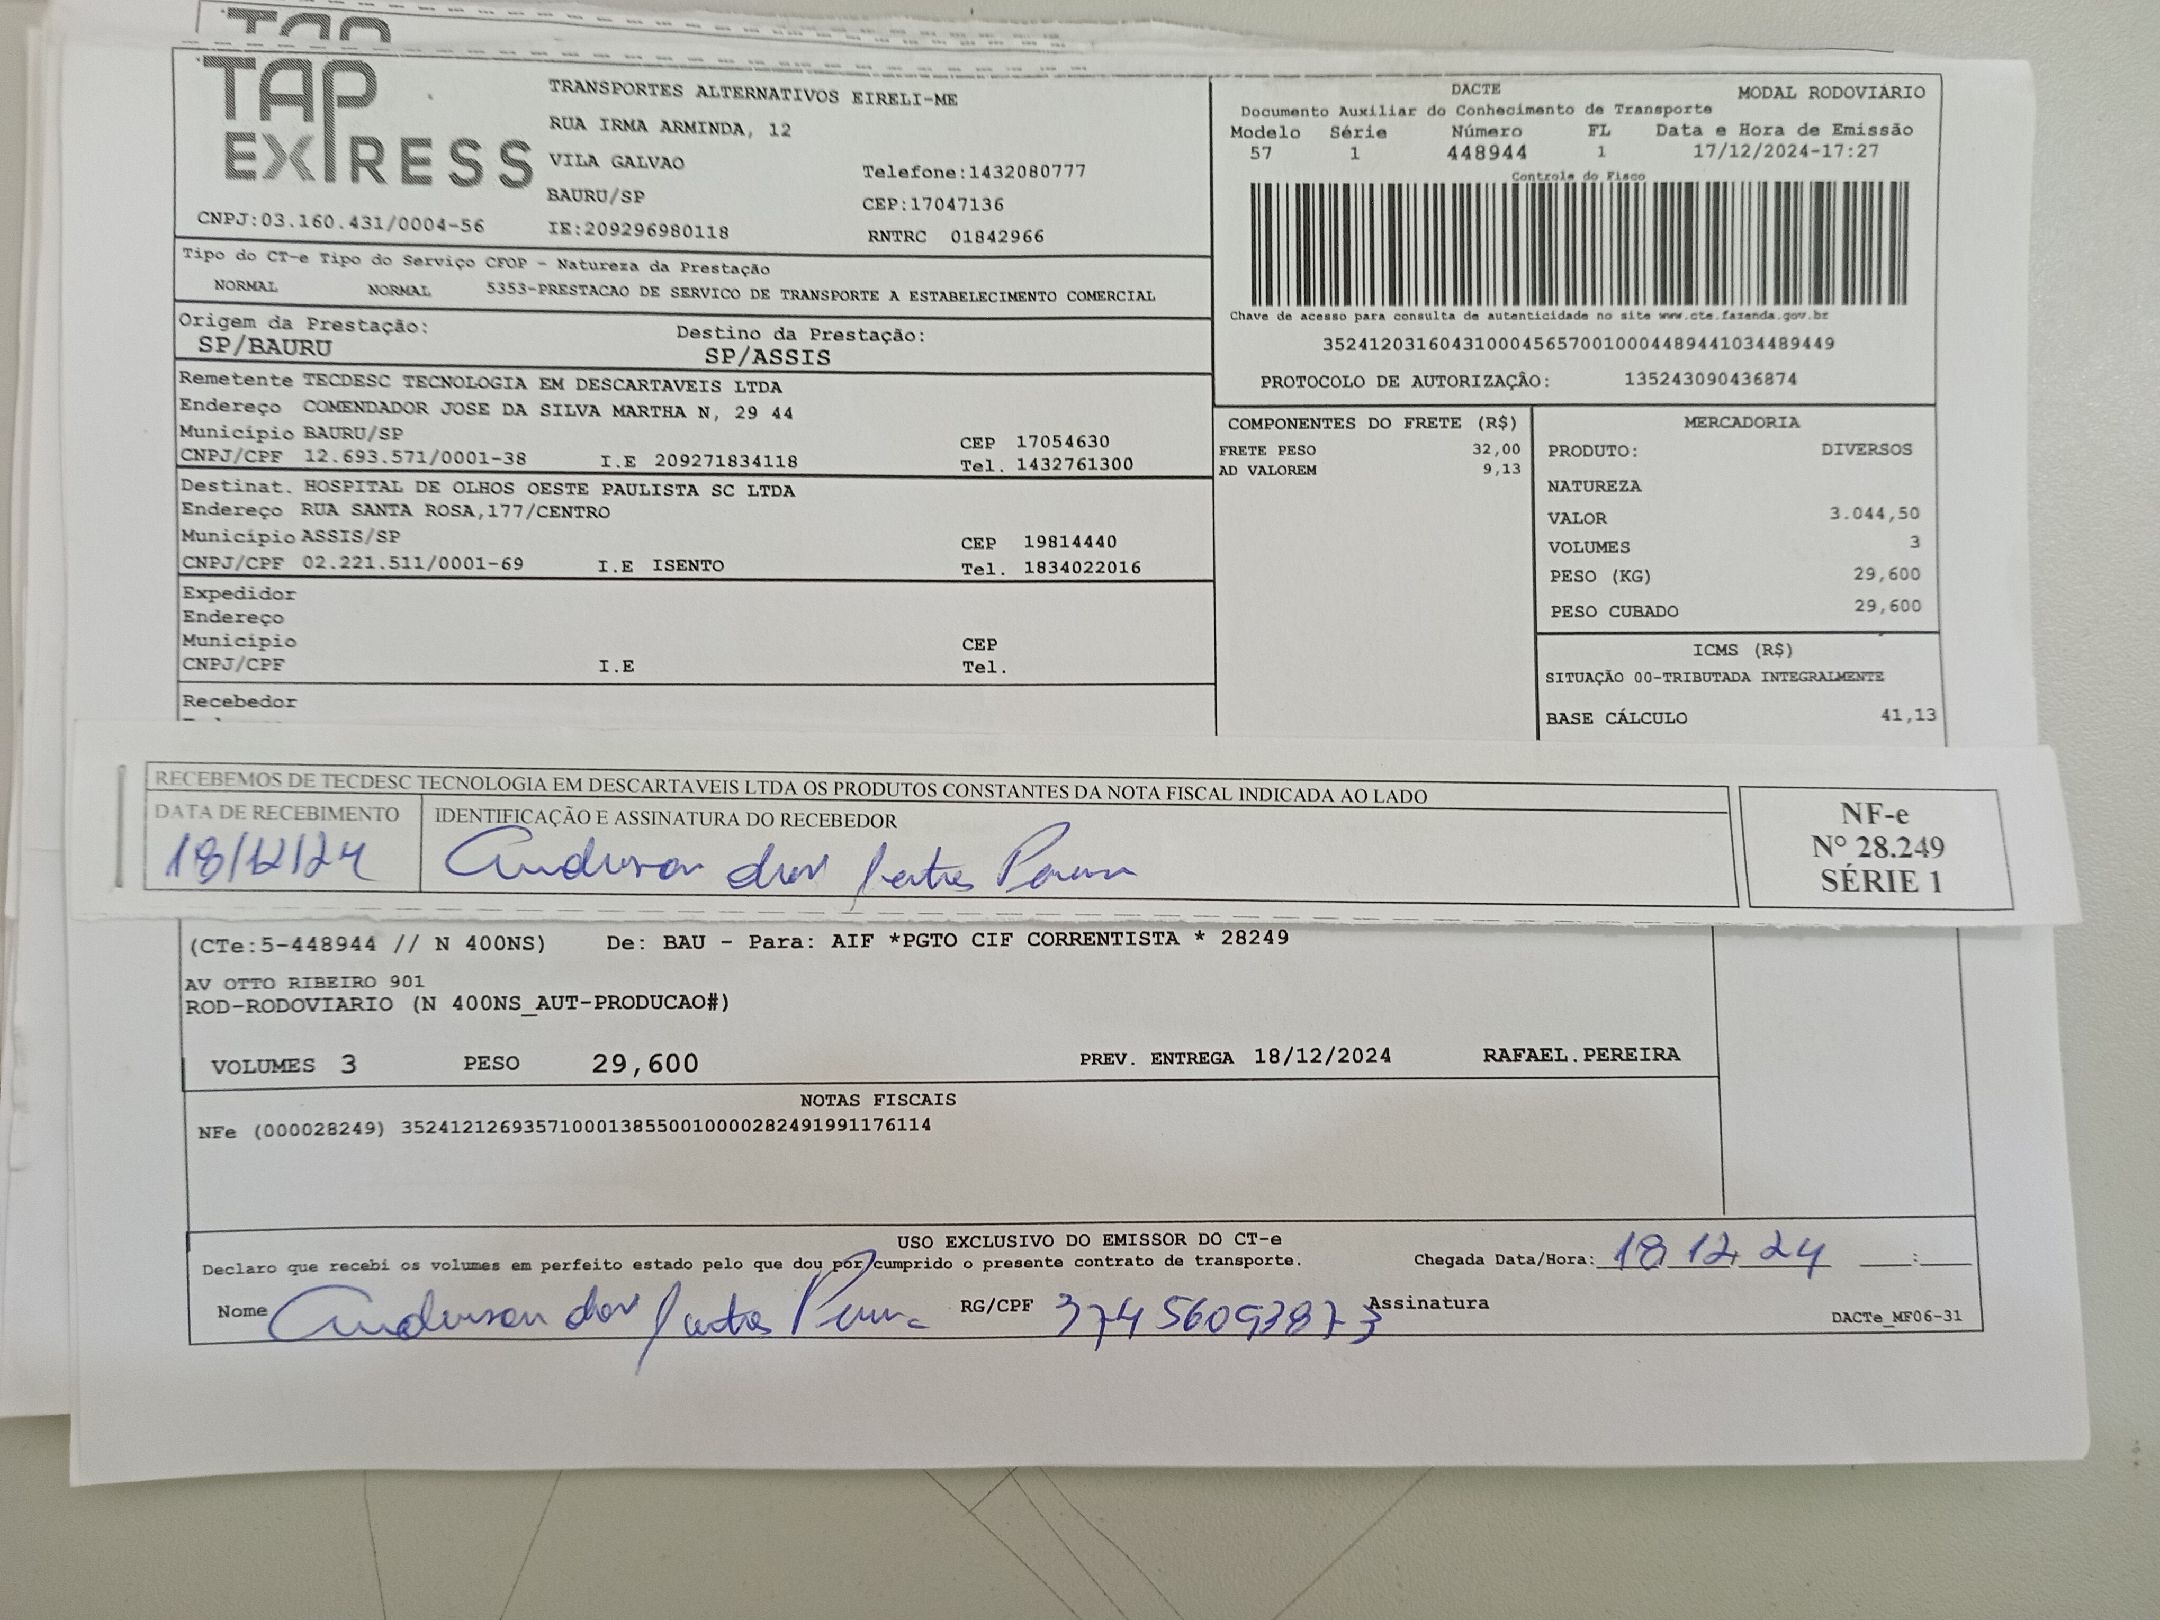 TAP
TAP
EXPRESS
CNPJ:03.160.431/0004-56
TRANSPORTES ALTERNATIVOS EIRELI-ME
RUA IRMA ARMINDA, 12
VILA GALVAO
Telefone:1432080777
BAURU/SP
CEP:17047136
IE:209296980118
RNTRC 01842966
DACTE
MODAL RODOVIÁRIO
Documento Auxiliar do Conhecimento de Transporte
Modelo Série Número FL Data e Hora de Emissão
57 1 448944 1 17/12/2024-17:27
Controle do Fisco
Chave de acesso para consulta de autenticidade no site www.cte.fazenda.gov.br
35241203160431000456570010004489441034489449
PROTOCOLO DE AUTORIZAÇÃO: 135243090436874
Tipo do CT-e Tipo do Serviço CFOP - Natureza da Prestação
NORMAL NORMAL 5353-PRESTACAO DE SERVICO DE TRANSPORTE A ESTABELECIMENTO COMERCIAL
Origem da Prestação: Destino da Prestação:
SP/BAURU SP/ASSIS
Remetente TECDESC TECNOLOGIA EM DESCARTAVEIS LTDA
Endereço COMENDADOR JOSE DA SILVA MARTHA N, 29 44
Município BAURU/SP CEP 17054630
CNPJ/CPF 12.693.571/0001-38 I.E 209271834118 Tel. 1432761300
Destinat. HOSPITAL DE OLHOS OESTE PAULISTA SC LTDA
Endereço RUA SANTA ROSA,177/CENTRO
Município ASSIS/SP CEP 19814440
CNPJ/CPF 02.221.511/0001-69 I.E ISENTO Tel. 1834022016
Expedidor
Endereço
Município CEP
CNPJ/CPF I.E Tel.
Recebedor
COMPONENTES DO FRETE (R$)
FRETE PESO 32,00
AD VALOREM 9,13
MERCADORIA
PRODUTO: DIVERSOS
NATUREZA
VALOR 3.044,50
VOLUMES 3
PESO (KG) 29,600
PESO CUBADO 29,600
ICMS (R$)
SITUAÇÃO 00-TRIBUTADA INTEGRALMENTE
BASE CÁLCULO 41,13
RECEBEMOS DE TECDESC TECNOLOGIA EM DESCARTAVEIS LTDA OS PRODUTOS CONSTANTES DA NOTA FISCAL INDICADA AO LADO
DATA DE RECEBIMENTO IDENTIFICAÇÃO E ASSINATURA DO RECEBEDOR
18/12/24 Anderson dos Santos Pereira
NF-e
Nº 28.249
SÉRIE 1
(CTe:5-448944 // N 400NS) De: BAU - Para: AIF *PGTO CIF CORRENTISTA * 28249
AV OTTO RIBEIRO 901
ROD-RODOVIARIO (N 400NS_AUT-PRODUCAO#)
VOLUMES 3 PESO 29,600 PREV. ENTREGA 18/12/2024 RAFAEL.PEREIRA
NOTAS FISCAIS
NFe (000028249) 35241212693571000138550010000282491991176114
USO EXCLUSIVO DO EMISSOR DO CT-e
Declaro que recebi os volumes em perfeito estado pelo que dou por cumprido o presente contrato de transporte. Chegada Data/Hora: 18 12 24 :
Nome Anderson dos Santos Pereira RG/CPF 37456093873 Assinatura
DACTe_MF06-31